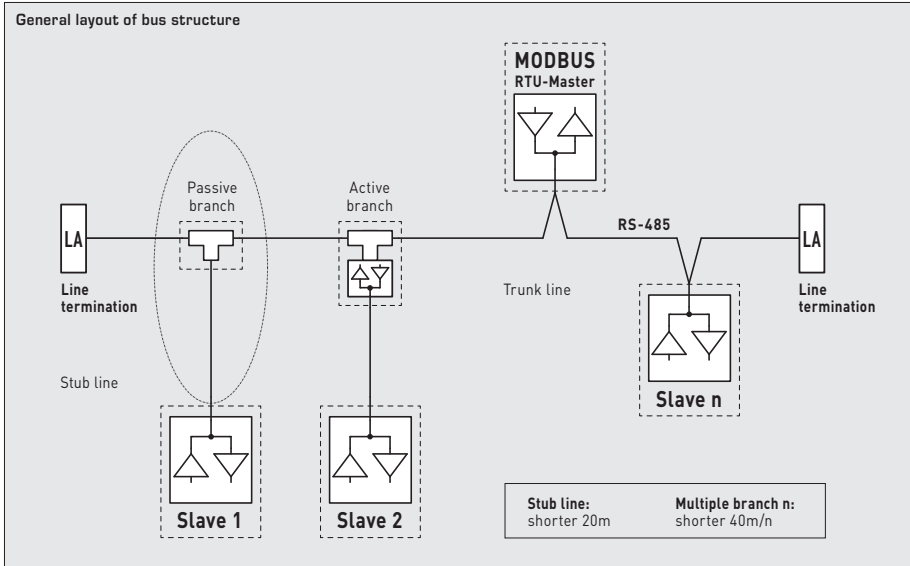 General layout of bus structure
MODBUS
RTU-Master
Passive
branch
Active
branch
LA
RS-485
LA
Line
termination
Trunk line
Line
termination
Stub line
Slave n
Slave 1
Slave 2
Stub line:
shorter 20m
Multiple branch n:
shorter 40m/n